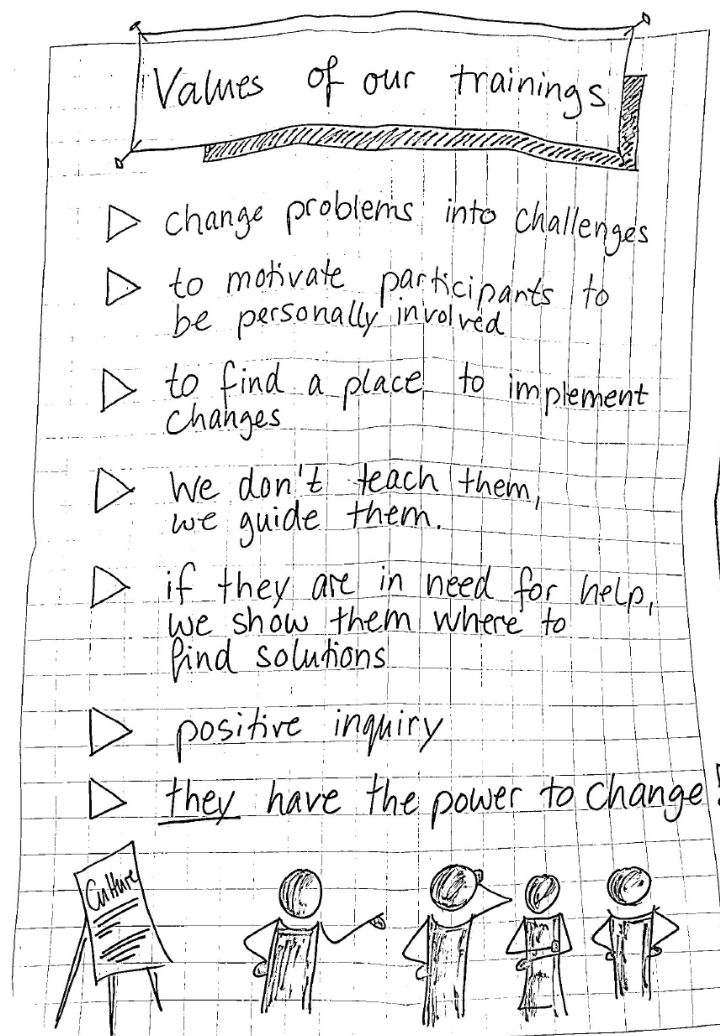 Values of our trainings
change problems into challenges
to motivate participants to
be personally involved
to find a place to implement
changes
We don't teach them,
we guide them.
if they are in need for help,
we show them where to
find solutions
positive inquiry
they have the power to change!
Culture